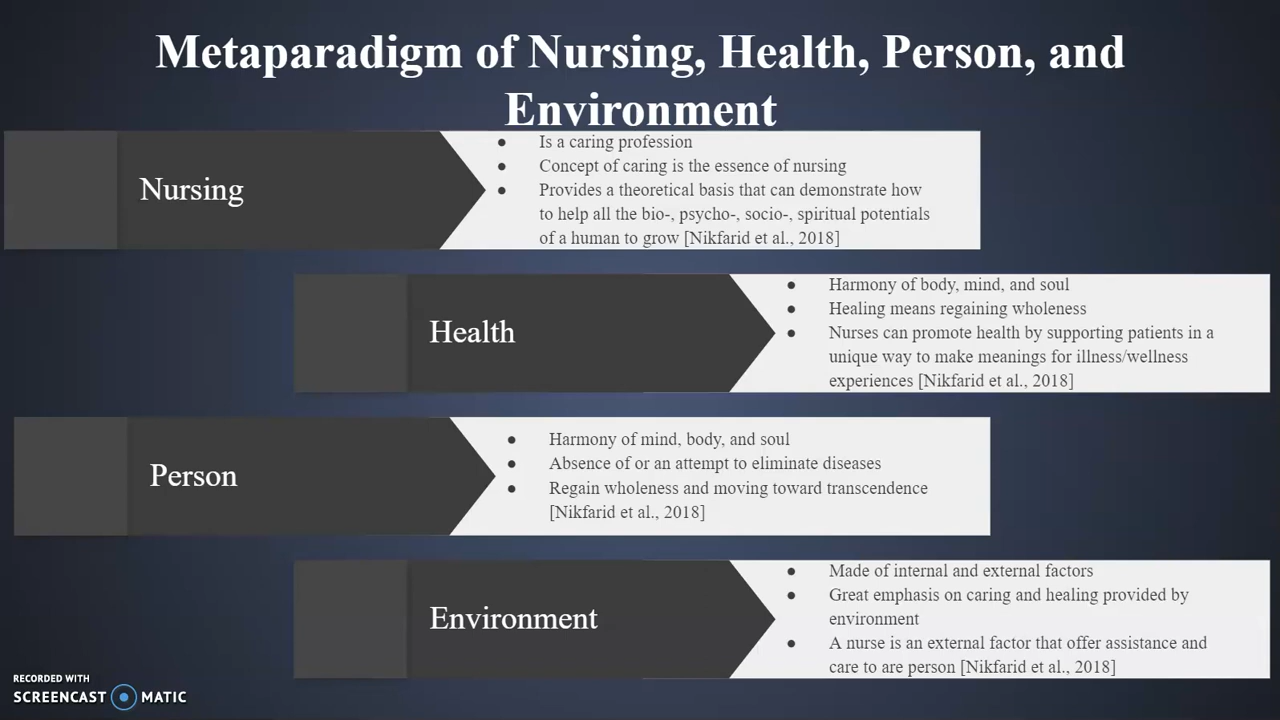 Metaparadigm of Nursing, Health, Person, and
Environment
Nursing
● Is a caring profession
● Concept of caring is the essence of nursing
● Provides a theoretical basis that can demonstrate how
to help all the bio-, psycho-, socio-, spiritual potentials
of a human to grow [Nikfarid et al., 2018]
Health
● Harmony of body, mind, and soul
● Healing means regaining wholeness
● Nurses can promote health by supporting patients in a
unique way to make meanings for illness/wellness
experiences [Nikfarid et al., 2018]
Person
● Harmony of mind, body, and soul
● Absence of or an attempt to eliminate diseases
● Regain wholeness and moving toward transcendence
[Nikfarid et al., 2018]
Environment
● Made of internal and external factors
● Great emphasis on caring and healing provided by
environment
● A nurse is an external factor that offer assistance and
care to are person [Nikfarid et al., 2018]
RECORDED WITH
SCREENCAST MATIC